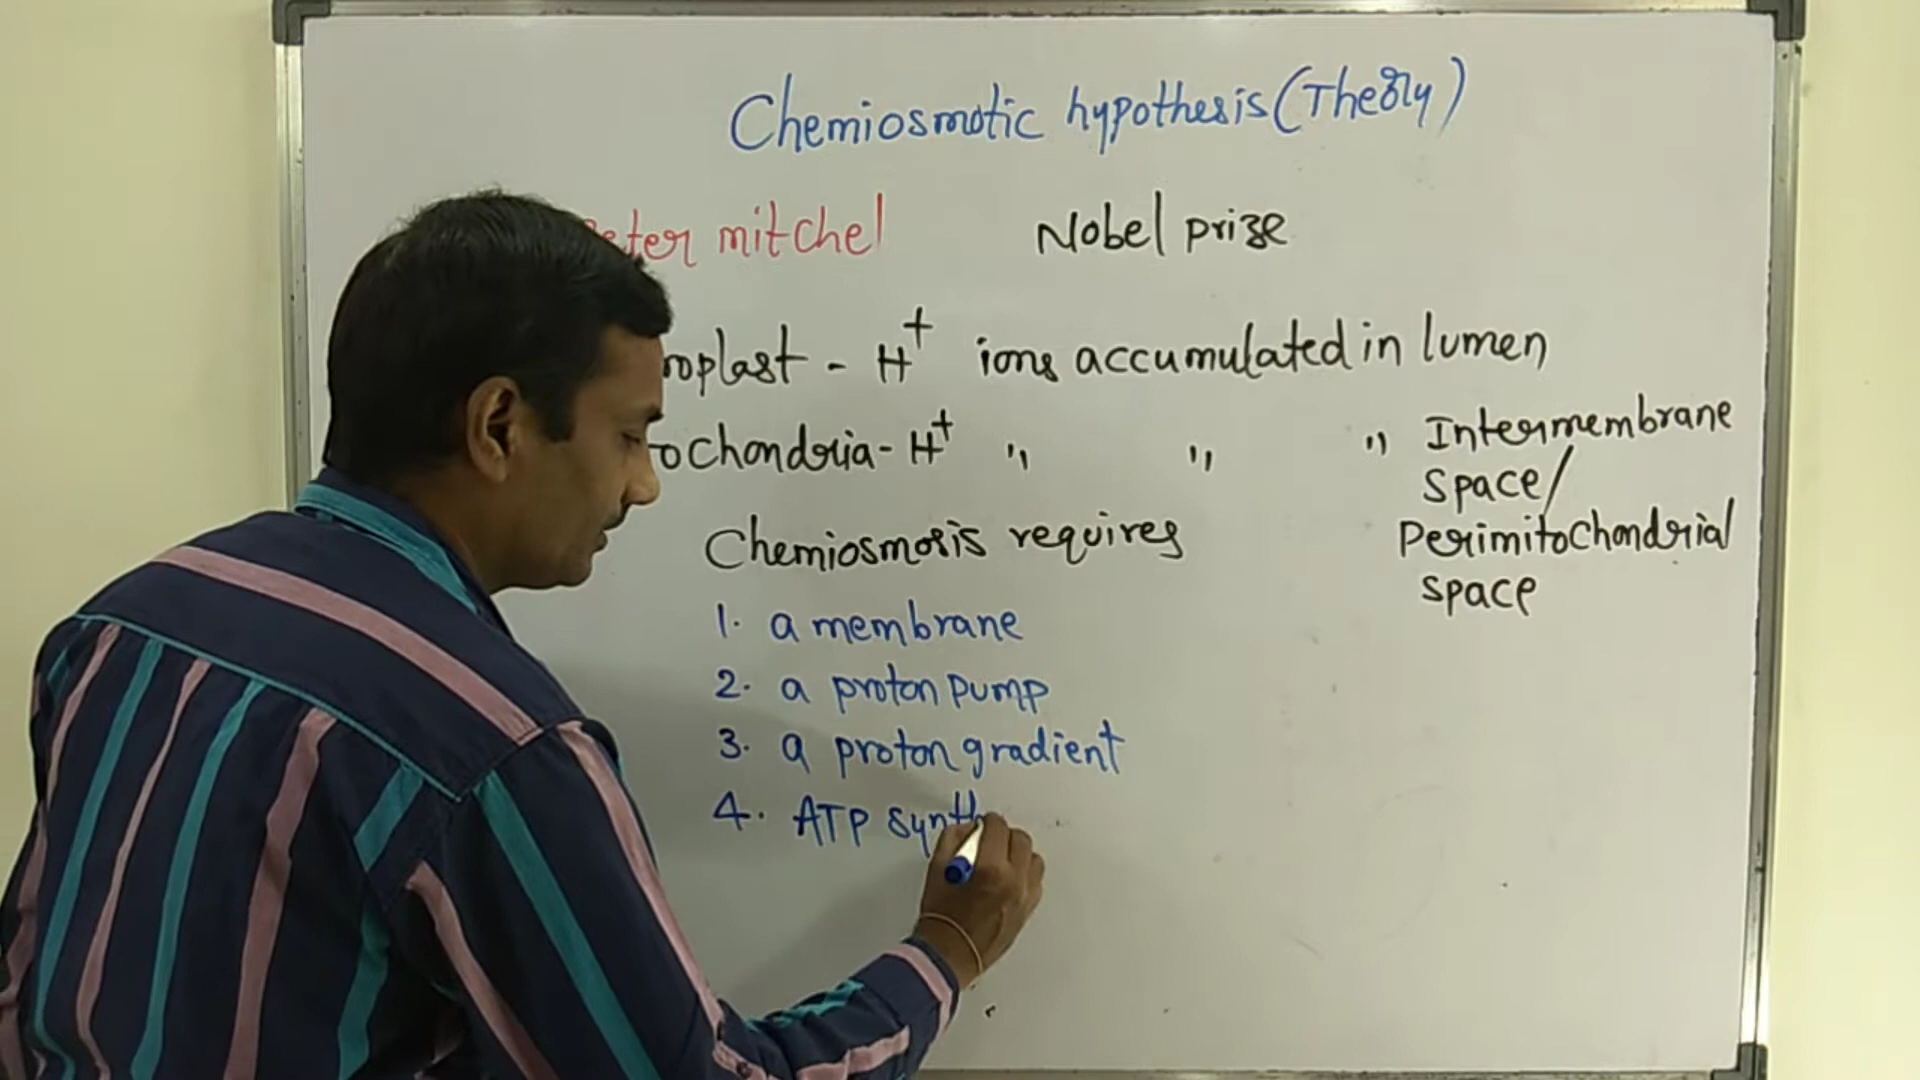 Chemiosmotic hypothesis (Theory)
eter mitchel Nobel prize
roplast - H⁺ ions accumulated in lumen
tochondria - H⁺ " " " Intermembrane
space/
Perimitochondrial
space
Chemiosmosis requires
1. a membrane
2. a proton pump
3. a proton gradient
4. ATP synth